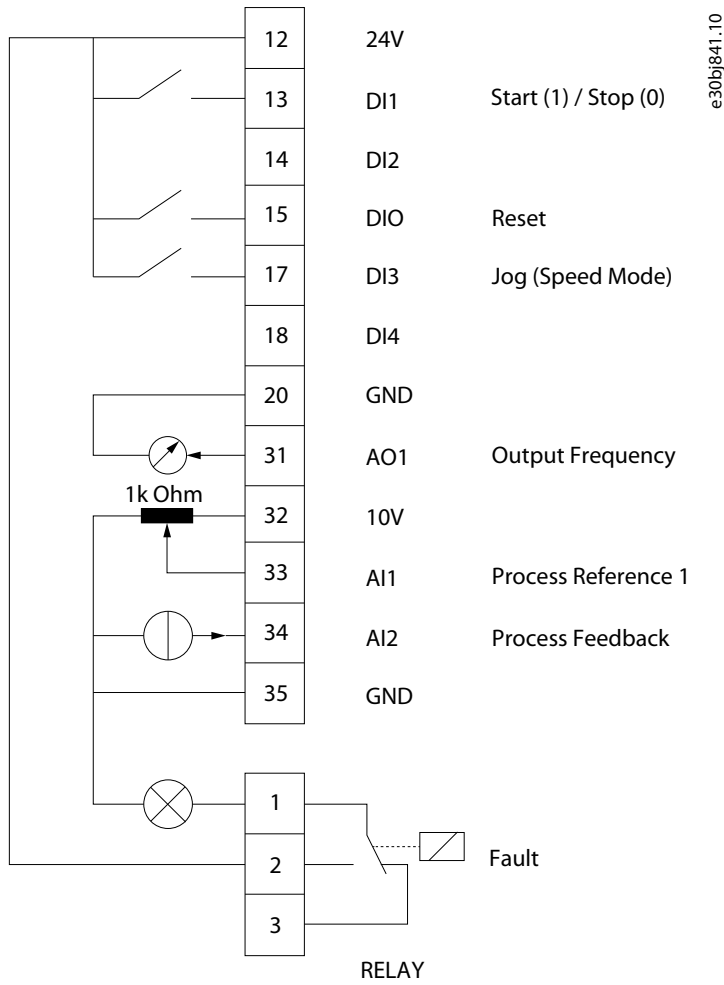 e30bj841.10
12 24V
13 DI1 Start (1) / Stop (0)
14 DI2
15 DIO Reset
17 DI3 Jog (Speed Mode)
18 DI4
20 GND
31 AO1 Output Frequency
1k Ohm
32 10V
33 AI1 Process Reference 1
34 AI2 Process Feedback
35 GND
1
2 Fault
3
RELAY